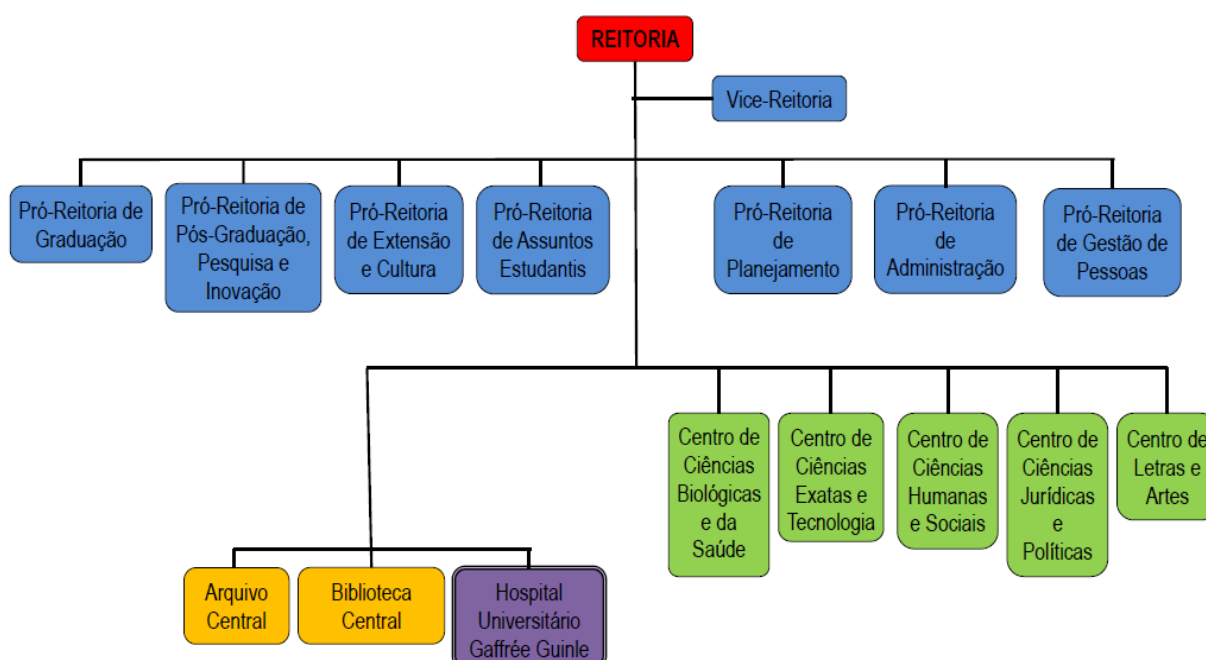 REITORIA
Vice-Reitoria
Pró-Reitoria de
Graduação
Pró-Reitoria de
Pós-Graduação,
Pesquisa e
Inovação
Pró-Reitoria
de Extensão
e Cultura
Pró-Reitoria
de Assuntos
Estudantis
Pró-Reitoria
de
Planejamento
Pró-Reitoria
de
Administração
Pró-Reitoria
de Gestão de
Pessoas
Centro de
Ciências
Biológicas
e da
Saúde
Centro de
Ciências
Exatas e
Tecnologia
Centro de
Ciências
Humanas
e Sociais
Centro de
Ciências
Jurídicas
e
Políticas
Centro de
Letras e
Artes
Arquivo
Central
Biblioteca
Central
Hospital
Universitário
Gaffrée Guinle